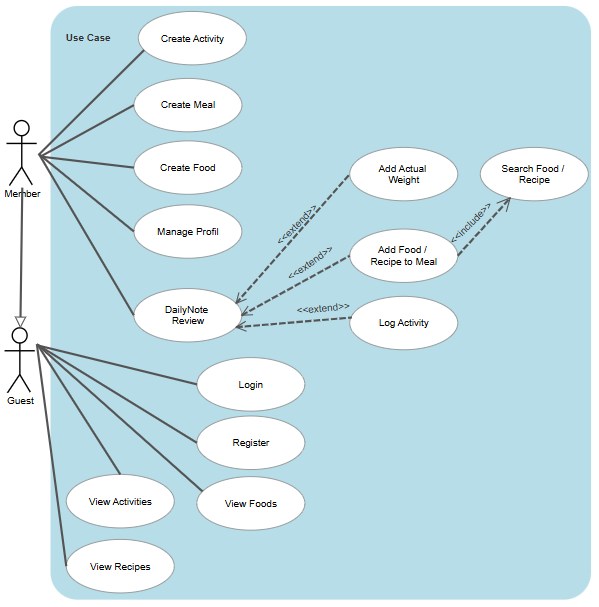 Use Case
Create Activity
Create Meal
Member
Create Food
Add Actual
Weight
Search Food /
Recipe
<<extend>>
<<include>>
Manage Profil
<<extend>>
Add Food /
Recipe to Meal
DailyNote
Review
<<extend>>
Log Activity
Guest
Login
Register
View Activities
View Foods
View Recipes